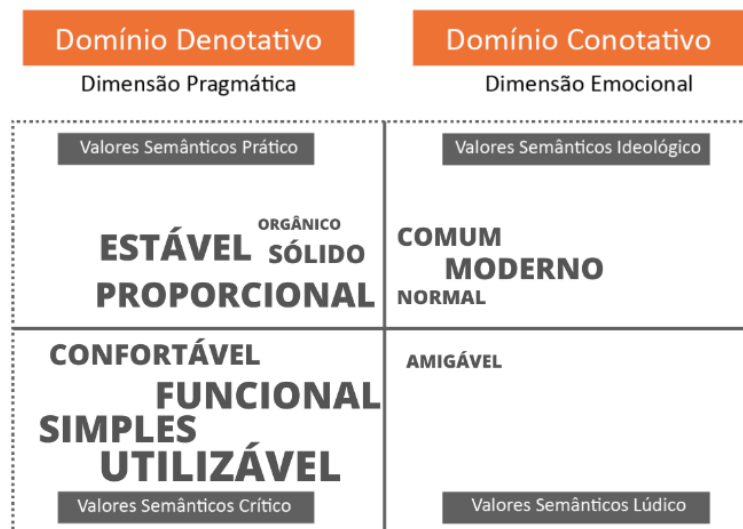 Domínio Denotativo
Domínio Conotativo
Dimensão Pragmática
Dimensão Emocional
Valores Semânticos Prático
Valores Semânticos Ideológico
ORGÂNICO
ESTÁVEL SÓLIDO
PROPORCIONAL
COMUM
MODERNO
NORMAL
CONFORTÁVEL
FUNCIONAL
SIMPLES
UTILIZÁVEL
AMIGÁVEL
Valores Semânticos Crítico
Valores Semânticos Lúdico